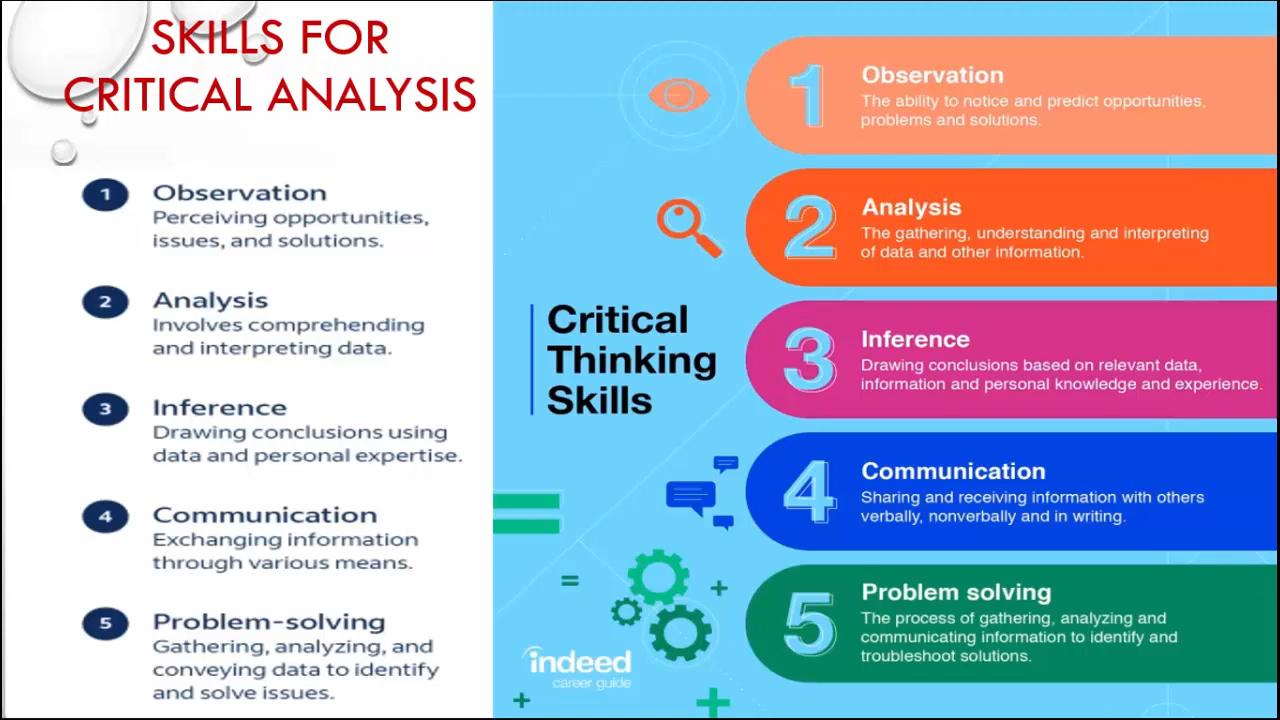 SKILLS FOR
CRITICAL ANALYSIS
1
Observation
Perceiving opportunities,
issues, and solutions.
2
Analysis
Involves comprehending
and interpreting data.
3
Inference
Drawing conclusions using
data and personal expertise.
4
Communication
Exchanging information
through various means.
5
Problem-solving
Gathering, analyzing, and
conveying data to identify
and solve issues.
Critical
Thinking
Skills
1
Observation
The ability to notice and predict opportunities,
problems and solutions.
2
Analysis
The gathering, understanding and interpreting
of data and other information.
3
Inference
Drawing conclusions based on relevant data,
information and personal knowledge and experience.
4
Communication
Sharing and receiving information with others
verbally, nonverbally and in writing.
5
Problem solving
The process of gathering, analyzing and
communicating information to identify and
troubleshoot solutions.
indeed
career guide